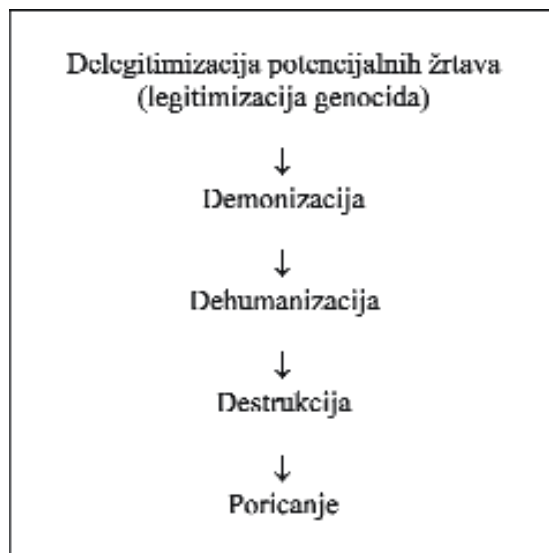 Delegitimizacija potencijalnih žrtava
(legitimizacija genocida)
↓
Demonizacija
↓
Dehumanizacija
↓
Destrukcija
↓
Poricanje